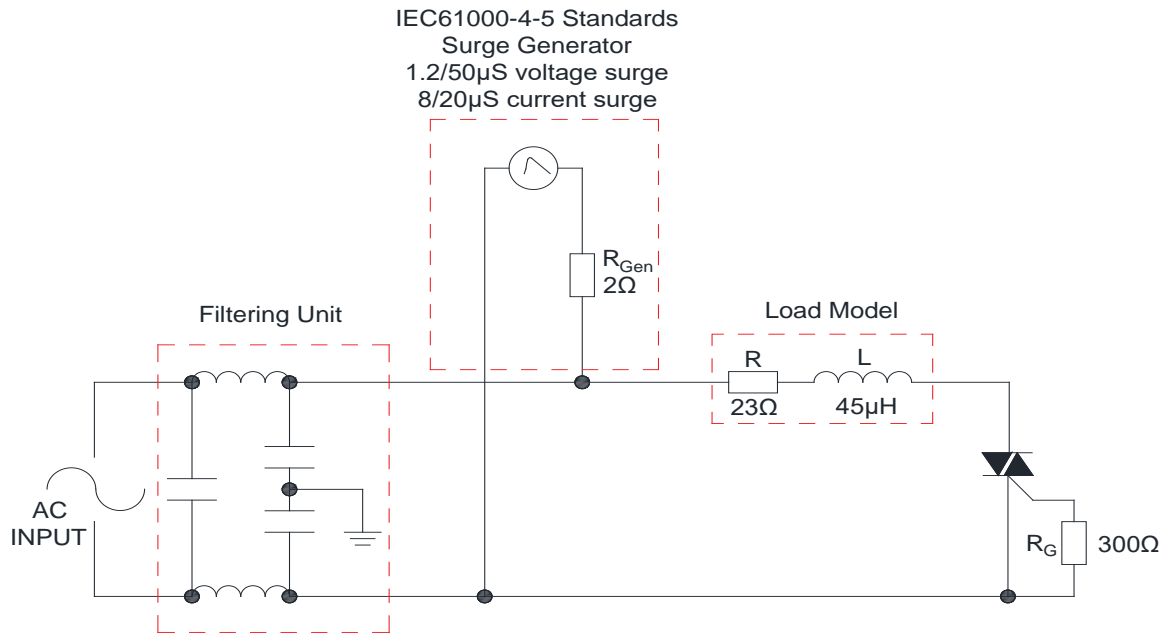 IEC61000-4-5 Standards
Surge Generator
1.2/50µS voltage surge
8/20µS current surge
RGen
2Ω
Filtering Unit
Load Model
R
L
23Ω
45µH
AC
INPUT
RG
300Ω